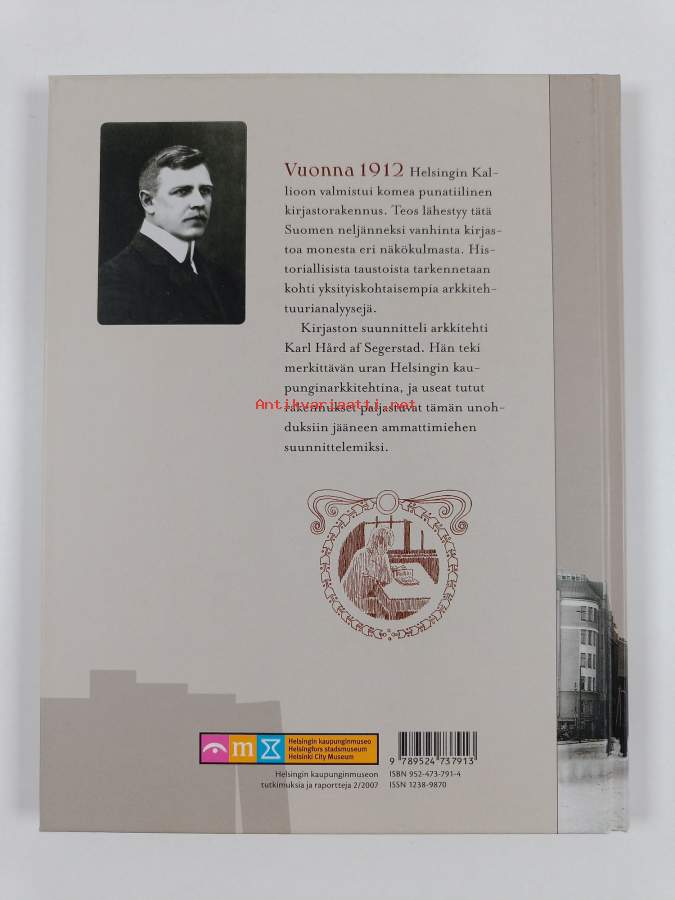 Vuonna 1912 Helsingin Kal-
lioon valmistui komea punatiilinen
kirjastorakennus. Teos lähestyy tätä
Suomen neljänneksi vanhinta kirjas-
toa monesta eri näkökulmasta. His-
toriallisista taustoista tarkennetaan
kohti yksityiskohtaisempia arkkiteh-
tuurianalyysejä.
Kirjaston suunnitteli arkkitehti
Karl Hård af Segerstad. Hän teki
merkittävän uran Helsingin kau-
punginarkkitehtina, ja useat tutut
Antikvariaatti.net
rakennukset paljastuvat tämän unoh-
duksiin jääneen ammattimiehen
suunnittelemiksi.
m
Helsingin kaupunginmuseo
Helsingfors stadsmuseum
Helsinki City Museum
Helsingin kaupunginmuseon
tutkimuksia ja raportteja 2/2007
9 789524 737913
ISBN 952-473-791-4
ISSN 1238-9870